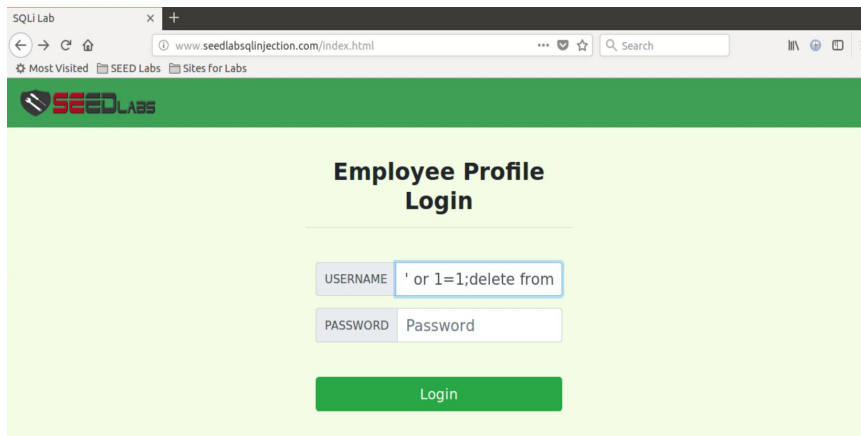 SQLi Lab
www.seedlabsqlinjection.com/index.html
Search
Most Visited SEED Labs Sites for Labs
SEEDLABS
Employee Profile
Login
USERNAME ' or 1=1;delete from
PASSWORD Password
Login